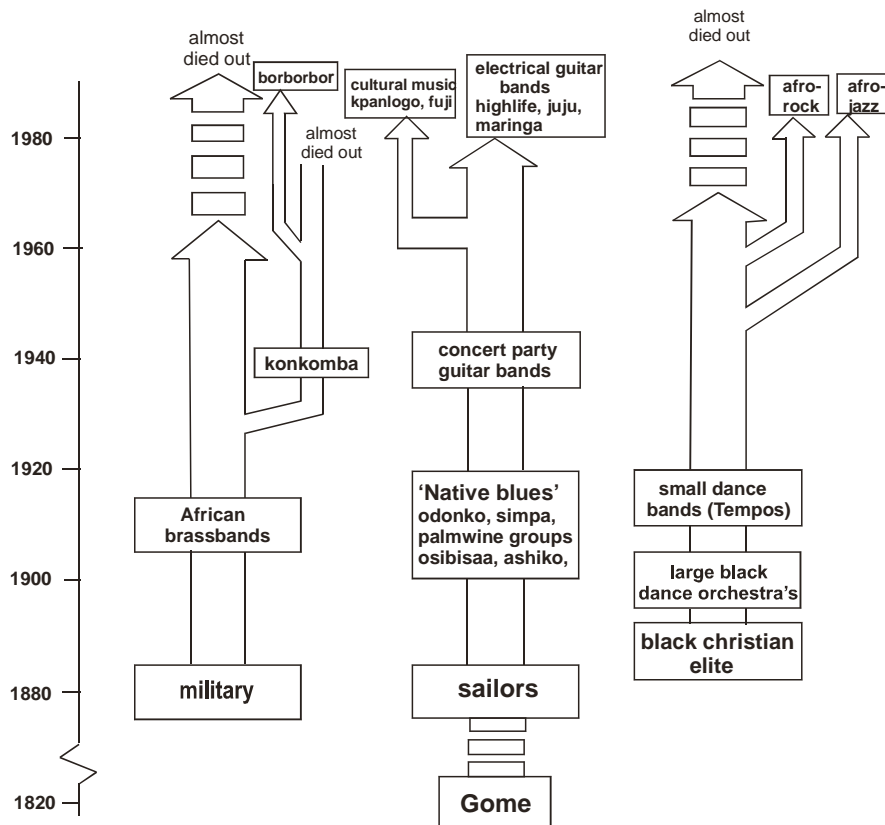 almost
died out
borborbor
almost
died out
cultural music
kpanlogo, fuji
electrical guitar
bands
highlife, juju,
maringa
almost
died out
afro-
rock
afro-
jazz
1980
1960
1940
1920
1900
1880
1820
konkomba
African
brassbands
military
concert party
guitar bands
'Native blues'
odonko, simpa,
palmwine groups
osibisaa, ashiko,
sailors
Gome
small dance
bands (Tempos)
large black
dance orchestra's
black christian
elite